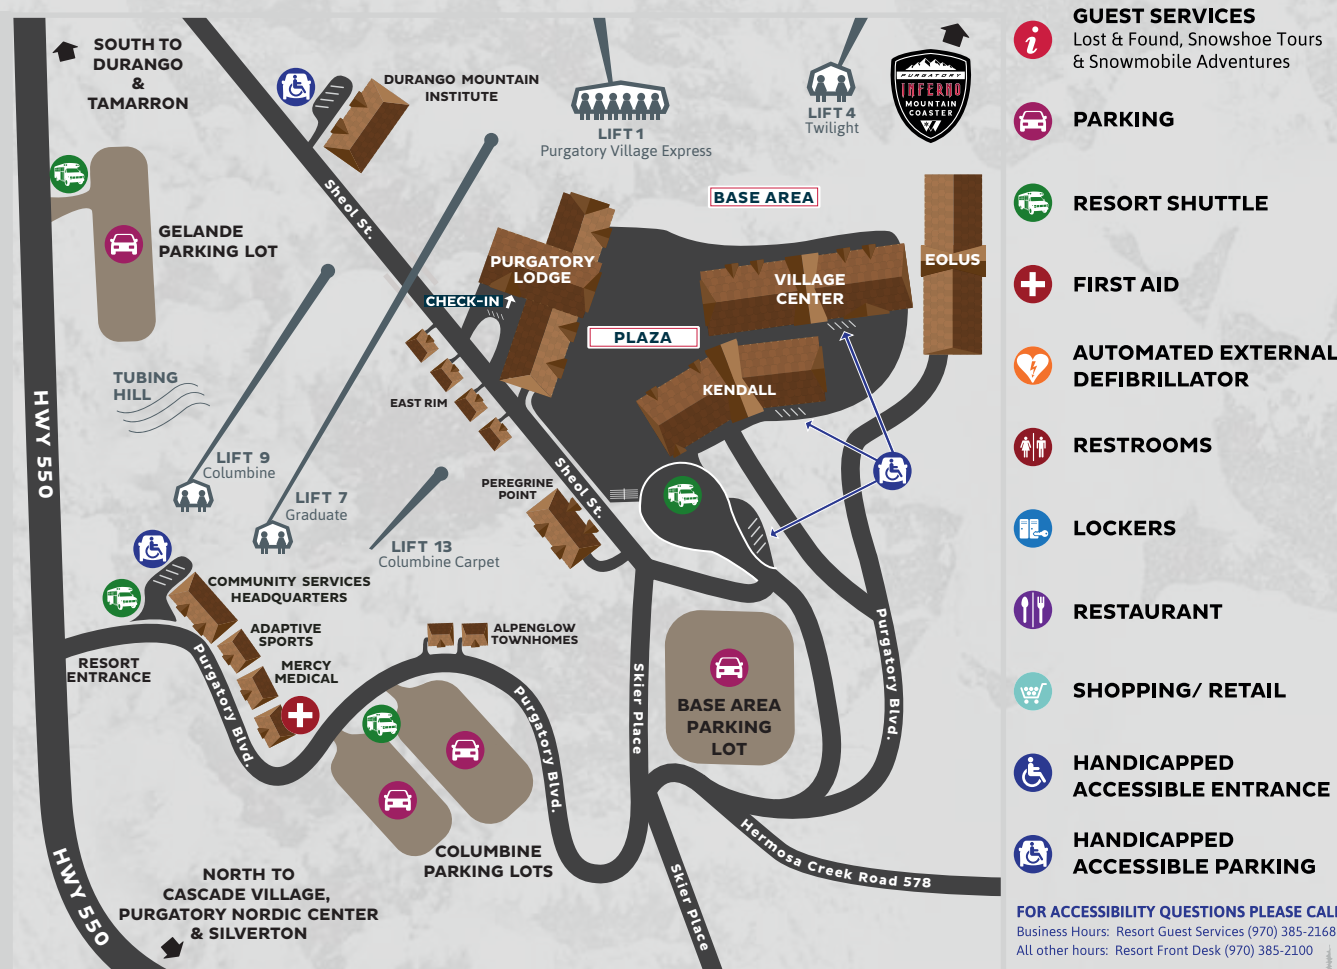 SOUTH TO
DURANGO
&
TAMARRON
DURANGO MOUNTAIN
INSTITUTE
LIFT 1
Purgatory Village Express
LIFT 4
Twilight
PURGATORY
INFERNO
MOUNTAIN
COASTER
Sheol St.
BASE AREA
GELANDE
PARKING LOT
PURGATORY
LODGE
CHECK-IN
VILLAGE
CENTER
EOLUS
PLAZA
KENDALL
TUBING
HILL
HWY 550
EAST RIM
LIFT 9
Columbine
LIFT 7
Graduate
PEREGRINE
POINT
Sheol St.
LIFT 13
Columbine Carpet
COMMUNITY SERVICES
HEADQUARTERS
ADAPTIVE
SPORTS
MERCY
MEDICAL
RESORT
ENTRANCE
Purgatory Blvd.
ALPENGLOW
TOWNHOMES
Purgatory Blvd.
Skier Place
BASE AREA
PARKING
LOT
Purgatory Blvd.
COLUMBINE
PARKING LOTS
Hermosa Creek Road 578
Skier Place
HWY 550
NORTH TO
CASCADE VILLAGE,
PURGATORY NORDIC CENTER
& SILVERTON
GUEST SERVICES
Lost & Found, Snowshoe Tours
& Snowmobile Adventures
PARKING
RESORT SHUTTLE
FIRST AID
AUTOMATED EXTERNAL
DEFIBRILLATOR
RESTROOMS
LOCKERS
RESTAURANT
SHOPPING/ RETAIL
HANDICAPPED
ACCESSIBLE ENTRANCE
HANDICAPPED
ACCESSIBLE PARKING
FOR ACCESSIBILITY QUESTIONS PLEASE CALL
Business Hours: Resort Guest Services (970) 385-2168
All other hours: Resort Front Desk (970) 385-2100